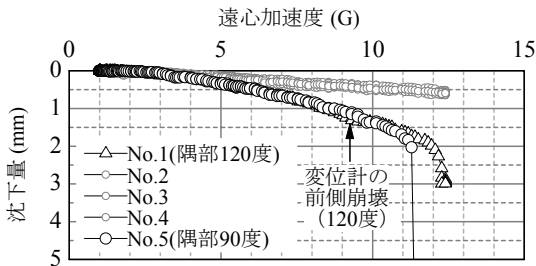 遠心加速度 (G)
0 5 10 15
0
1
2
3
4
5
沈下量 (mm)
No.1(隅部120度)
No.2
No.3
No.4
No.5(隅部90度)
変位計の
前側崩壊
（120度）